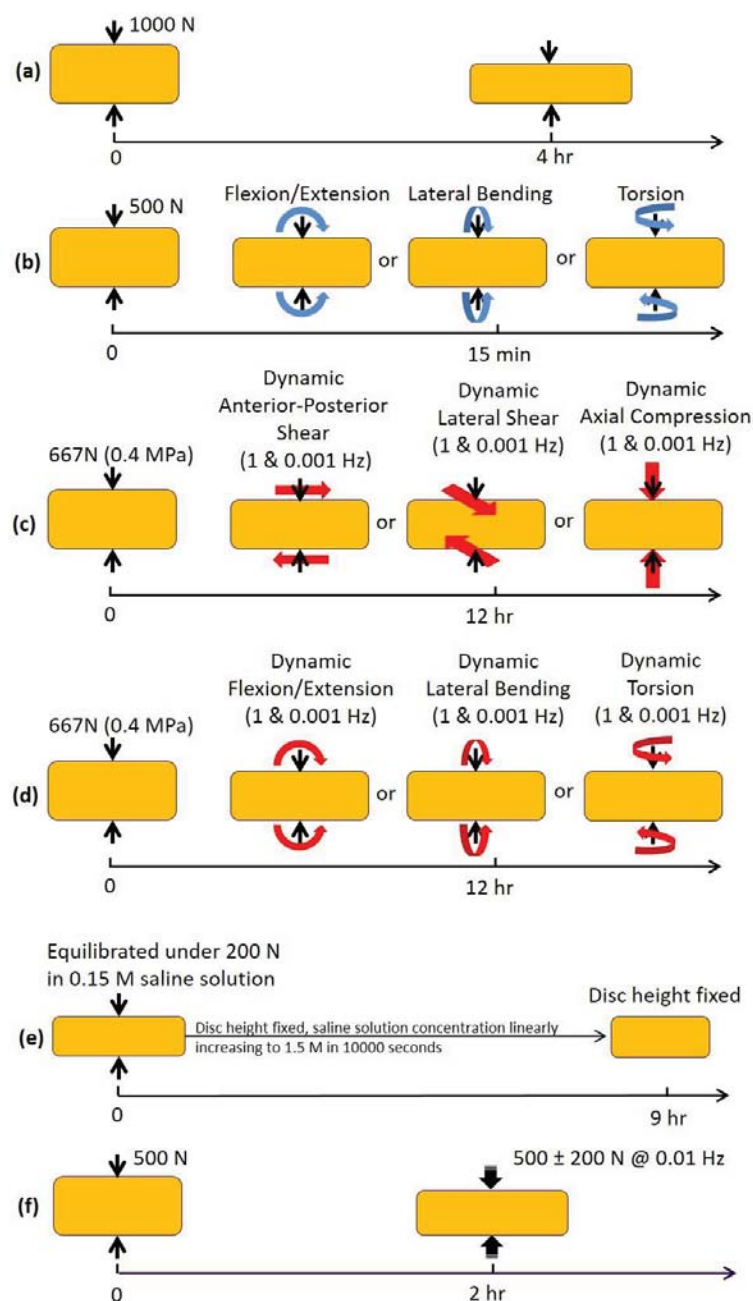 1000 N
(a)
0
4 hr
Flexion/Extension
Lateral Bending
Torsion
500 N
(b)
or
or
0
15 min
Dynamic
Anterior-Posterior
Shear
(1 & 0.001 Hz)
Dynamic
Lateral Shear
(1 & 0.001 Hz)
Dynamic
Axial Compression
(1 & 0.001 Hz)
667N (0.4 MPa)
(c)
or
or
0
12 hr
Dynamic
Flexion/Extension
(1 & 0.001 Hz)
Dynamic
Lateral Bending
(1 & 0.001 Hz)
Dynamic
Torsion
(1 & 0.001 Hz)
667N (0.4 MPa)
(d)
or
or
0
12 hr
Equilibrated under 200 N
in 0.15 M saline solution
Disc height fixed
(e)
Disc height fixed, saline solution concentration linearly
increasing to 1.5 M in 10000 seconds
0
9 hr
500 N
500 ± 200 N @ 0.01 Hz
(f)
0
2 hr